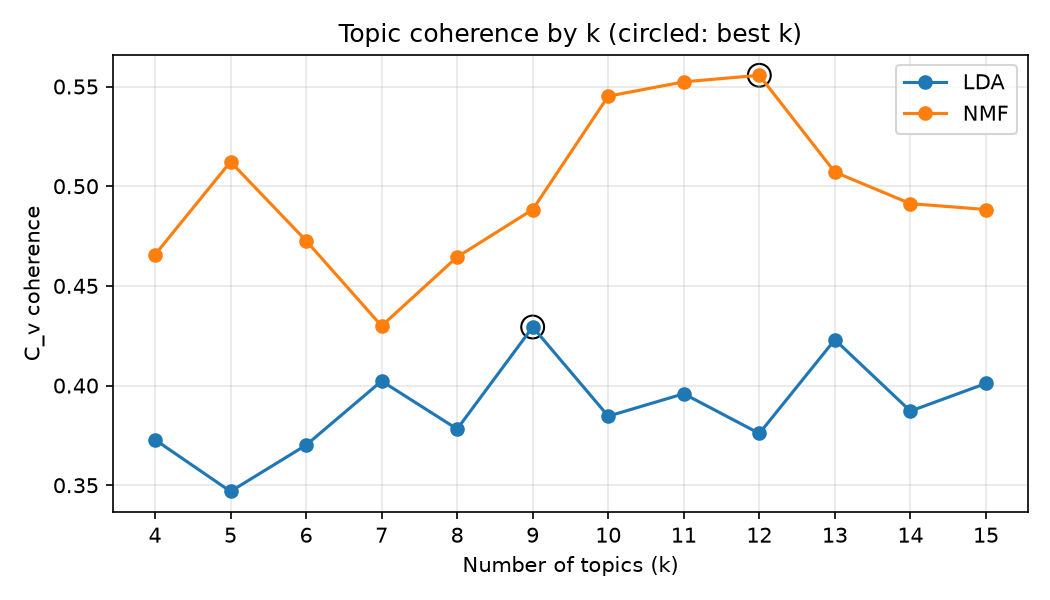 Topic coherence by k (circled: best k)
LDA
NMF
C_v coherence
0.55
0.50
0.45
0.40
0.35
4 5 6 7 8 9 10 11 12 13 14 15
Number of topics (k)